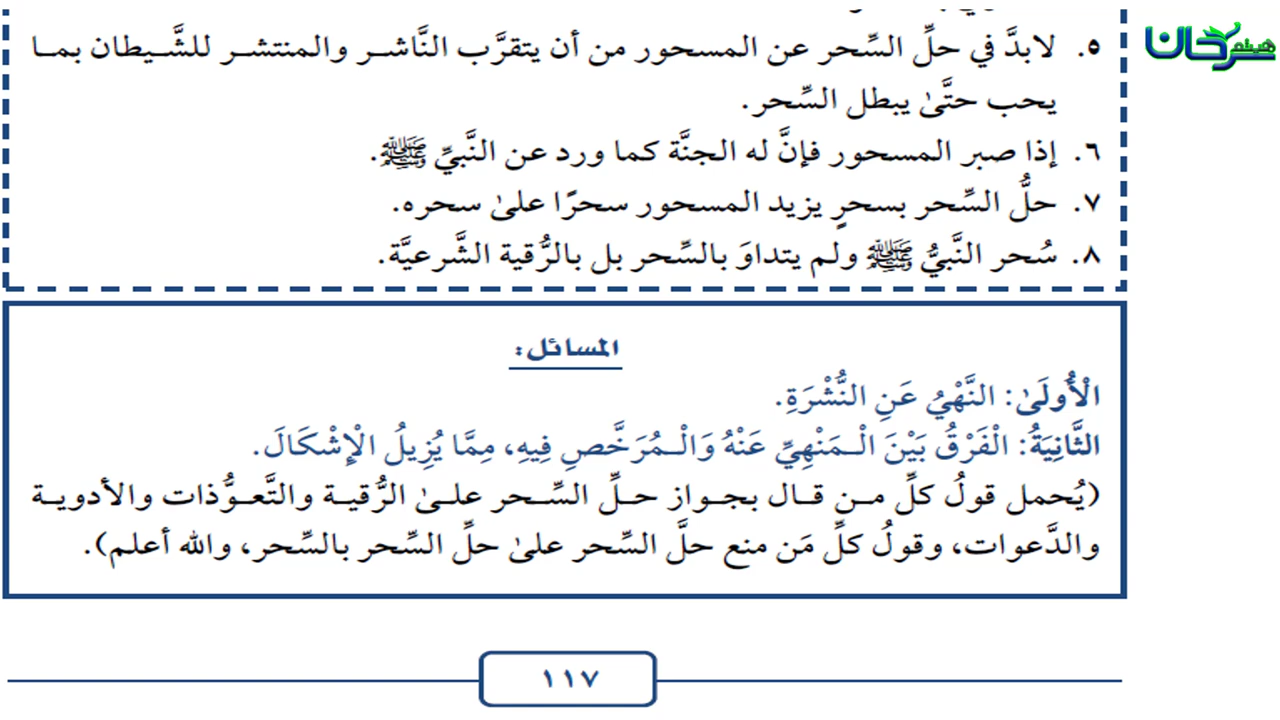 ٥. لابدَّ في حلِّ السِّحر عن المسحور من أن يتقرَّب النَّاشر والمنتشر للشَّيطان بما
يحب حتَّىٰ يبطل السِّحر.
٦. إذا صبر المسحور فإنَّ له الجنَّة كما ورد عن النَّبيِّ ﷺ.
٧. حلُّ السِّحر بسحرٍ يزيد المسحور سحرًا علىٰ سحره.
٨. سُحر النَّبيُّ ﷺ ولم يتداوَ بالسِّحر بل بالرُّقية الشَّرعيَّة.
المسائل:
الْأُولَىٰ: النَّهْيُ عَنِ النُّشْرَةِ.
الثَّانِيَةُ: الْفَرْقُ بَيْنَ الْمَنْهِيِّ عَنْهُ وَالْمُرَخَّصِ فِيهِ، مِمَّا يُزِيلُ الْإِشْكَالَ.
(يُحمل قولُ كلِّ من قال بجواز حلِّ السِّحر علىٰ الرُّقية والتَّعوُّذات والأدوية
والدَّعوات، وقولُ كلِّ مَن منع حلَّ السِّحر علىٰ حلِّ السِّحر بالسِّحر، والله أعلم).
١١٧
هيثم سرحان